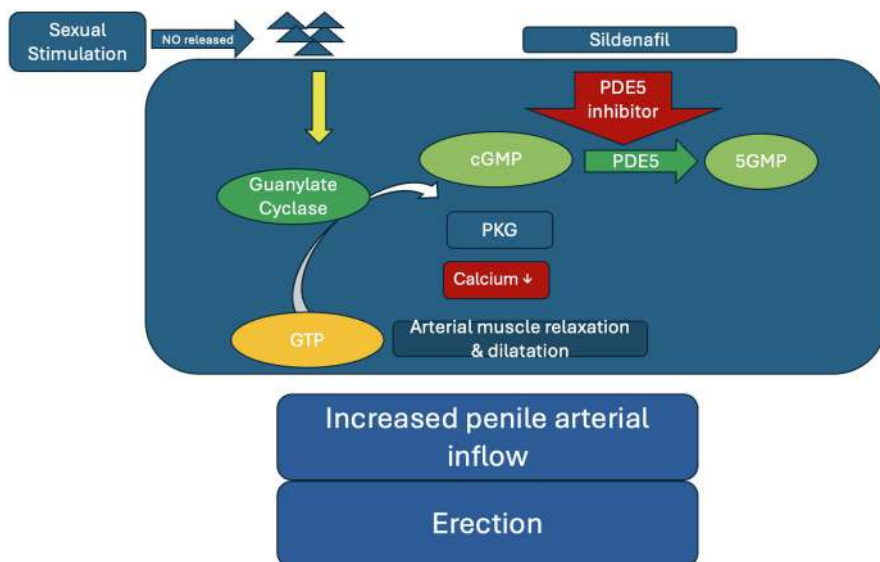 Sexual
Stimulation
NO released
Sildenafil
PDE5
inhibitor
cGMP
PDE5
5GMP
Guanylate
Cyclase
PKG
Calcium ↓
GTP
Arterial muscle relaxation
& dilatation
Increased penile arterial
inflow
Erection